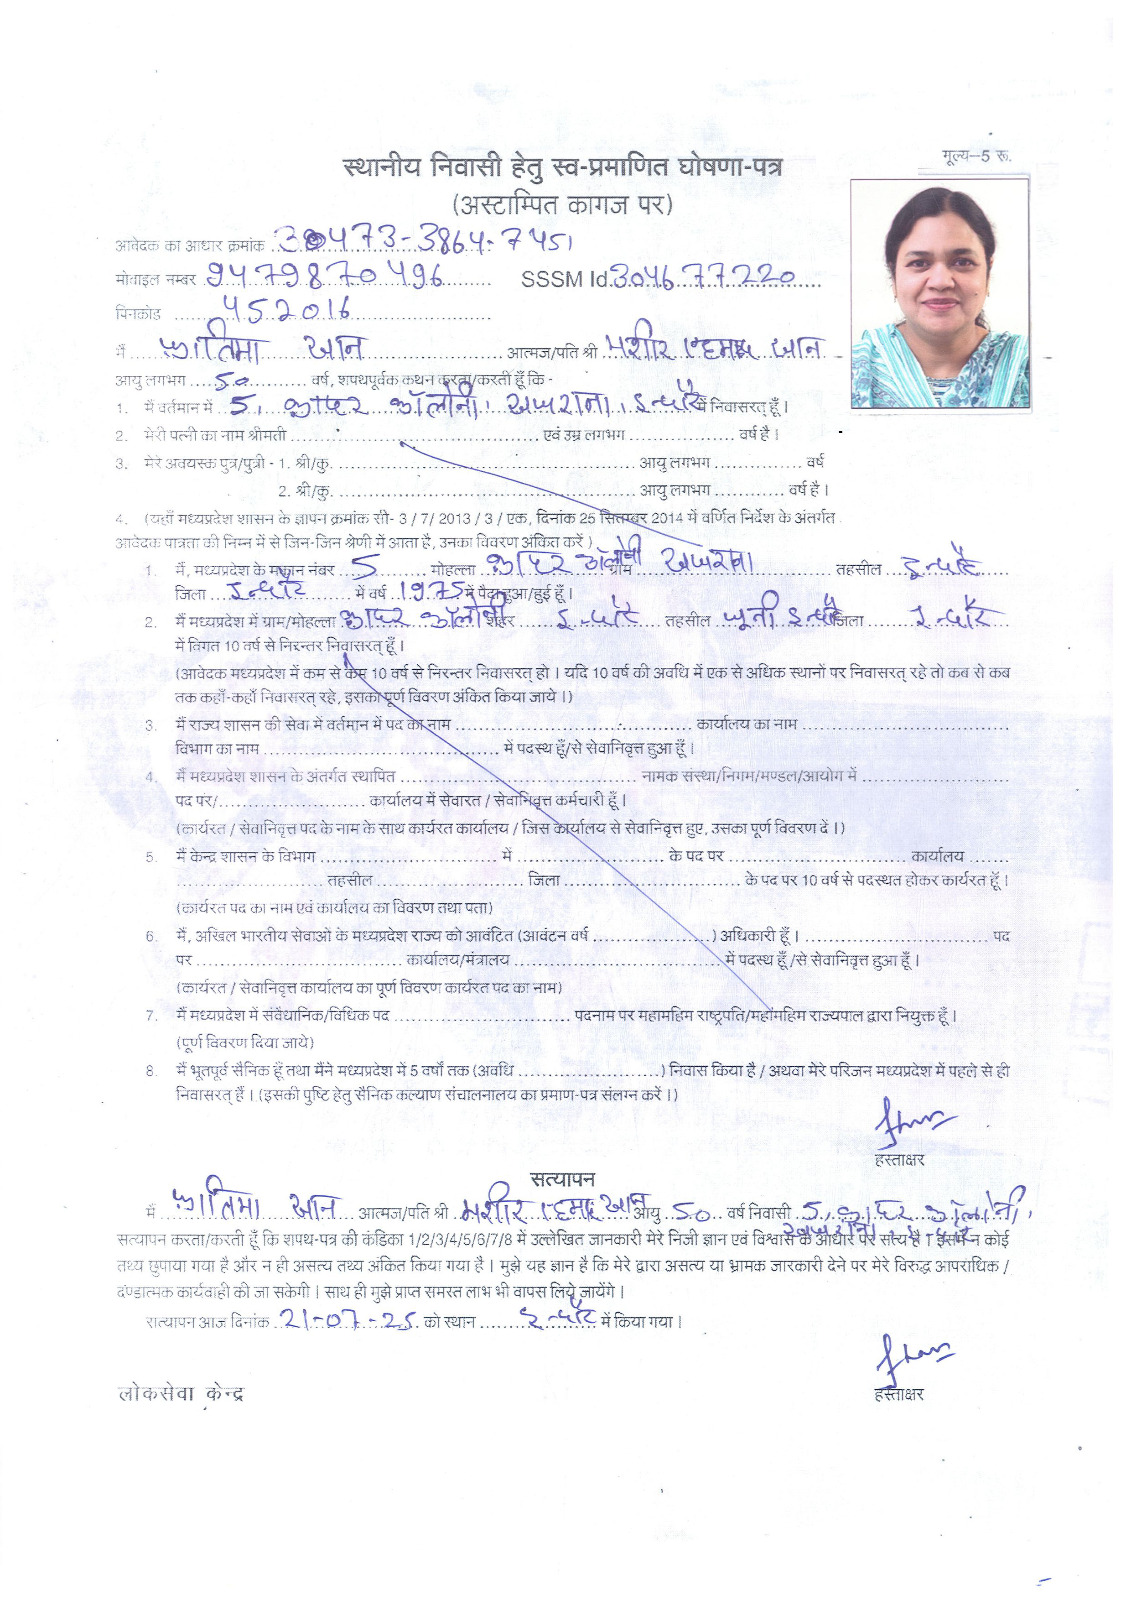 मूल्य–5 रू.
स्थानीय निवासी हेतु स्व-प्रमाणित घोषणा-पत्र
(अस्टाम्पित कागज पर)
आवेदक का आधार क्रमांक 30473-3864-7451
मोबाइल नम्बर 9479870496 SSSM Id 304677220
पिनकोड 452016
मैं फातिमा खान आत्मज/पति श्री मशीर एहमद खान
आयु लगभग 50 वर्ष, शपथपूर्वक कथन करता/करती हूँ कि -
1. मैं वर्तमान में 5, कादर कॉलोनी, खजराना, इन्दौर में निवासरत् हूँ।
2. मेरी पत्नी का नाम श्रीमती ........ एवं उम्र लगभग ........ वर्ष है।
3. मेरे अवयस्क पुत्र/पुत्री - 1. श्री/कु. ........ आयु लगभग ........ वर्ष
2. श्री/कु. ........ आयु लगभग ........ वर्ष है।
4. (यहाँ मध्यप्रदेश शासन के ज्ञापन क्रमांक सी- 3 / 7/ 2013 / 3 / एक, दिनांक 25 सितम्बर 2014 में वर्णित निर्देश के अंतर्गत
आवेदक पात्रता की निम्न में से जिन-जिन श्रेणी में आता है, उनका विवरण अंकित करें)
1. मैं, मध्यप्रदेश के मकान नंबर 5 मोहल्ला कादर कॉलोनी ग्राम खजराना तहसील इन्दौर
जिला इन्दौर में वर्ष 1975 में पैदा हुआ/हुई हूँ।
2. मैं मध्यप्रदेश में ग्राम/मोहल्ला कादर कॉलोनी शहर इन्दौर तहसील जूनी इन्दौर जिला इन्दौर
में विगत 10 वर्ष से निरन्तर निवासरत् हूँ।
(आवेदक मध्यप्रदेश में कम से कम 10 वर्ष से निरन्तर निवासरत् हो। यदि 10 वर्ष की अवधि में एक से अधिक स्थानों पर निवासरत् रहे तो कब से कब
तक कहाँ-कहाँ निवासरत् रहे, इसका पूर्ण विवरण अंकित किया जाये।)
3. मैं राज्य शासन की सेवा में वर्तमान में पद का नाम ........ कार्यालय का नाम ........
विभाग का नाम ........ में पदस्थ हूँ/से सेवानिवृत्त हुआ हूँ।
4. मैं मध्यप्रदेश शासन के अंतर्गत स्थापित ........ नामक संस्था/निगम/मण्डल/आयोग में ........
पद पर/........ कार्यालय में सेवारत / सेवानिवृत्त कर्मचारी हूँ।
(कार्यरत / सेवानिवृत्त पद के नाम के साथ कार्यरत कार्यालय / जिस कार्यालय से सेवानिवृत्त हुए, उसका पूर्ण विवरण दें।)
5. मैं केन्द्र शासन के विभाग ........ में ........ के पद पर ........ कार्यालय ........
........ तहसील ........ जिला ........ के पद पर 10 वर्ष से पदस्थत होकर कार्यरत हूँ।
(कार्यरत पद का नाम एवं कार्यालय का विवरण तथा पता)
6. मैं, अखिल भारतीय सेवाओं के मध्यप्रदेश राज्य को आवंटित (आवंटन वर्ष ........) अधिकारी हूँ। ........ पद
पर ........ कार्यालय/मंत्रालय ........ में पदस्थ हूँ/से सेवानिवृत्त हुआ हूँ।
(कार्यरत / सेवानिवृत्त कार्यालय का पूर्ण विवरण कार्यरत पद का नाम)
7. मैं मध्यप्रदेश में संवैधानिक/विधिक पद ........ पदनाम पर महामहिम राष्ट्रपति/महामहिम राज्यपाल द्वारा नियुक्त हूँ।
(पूर्ण विवरण दिया जाये)
8. मैं भूतपूर्व सैनिक हूँ तथा मैंने मध्यप्रदेश में 5 वर्षों तक (अवधि ........) निवास किया है / अथवा मेरे परिजन मध्यप्रदेश में पहले से ही
निवासरत् हैं। (इसकी पुष्टि हेतु सैनिक कल्याण संचालनालय का प्रमाण-पत्र संलग्न करें।)
हस्ताक्षर
सत्यापन
मैं फातिमा खान आत्मज/पति श्री मशीर एहमद खान आयु 50 वर्ष निवासी 5, कादर कॉलोनी,
खजराना, इन्दौर
सत्यापन करता/करती हूँ कि शपथ-पत्र की कंडिका 1/2/3/4/5/6/7/8 में उल्लेखित जानकारी मेरे निजी ज्ञान एवं विश्वास के आधार पर सत्य है। इसमें न कोई
तथ्य छुपाया गया है और न ही असत्य तथ्य अंकित किया गया है। मुझे यह ज्ञान है कि मेरे द्वारा असत्य या भ्रामक जारकारी देने पर मेरे विरुद्ध आपराधिक /
दण्डात्मक कार्यवाही की जा सकेगी। साथ ही मुझे प्राप्त समस्त लाभ भी वापस लिये जायेंगे।
सत्यापन आज दिनांक 21-07-25 को स्थान इन्दौर में किया गया।
हस्ताक्षर
लोकसेवा केन्द्र